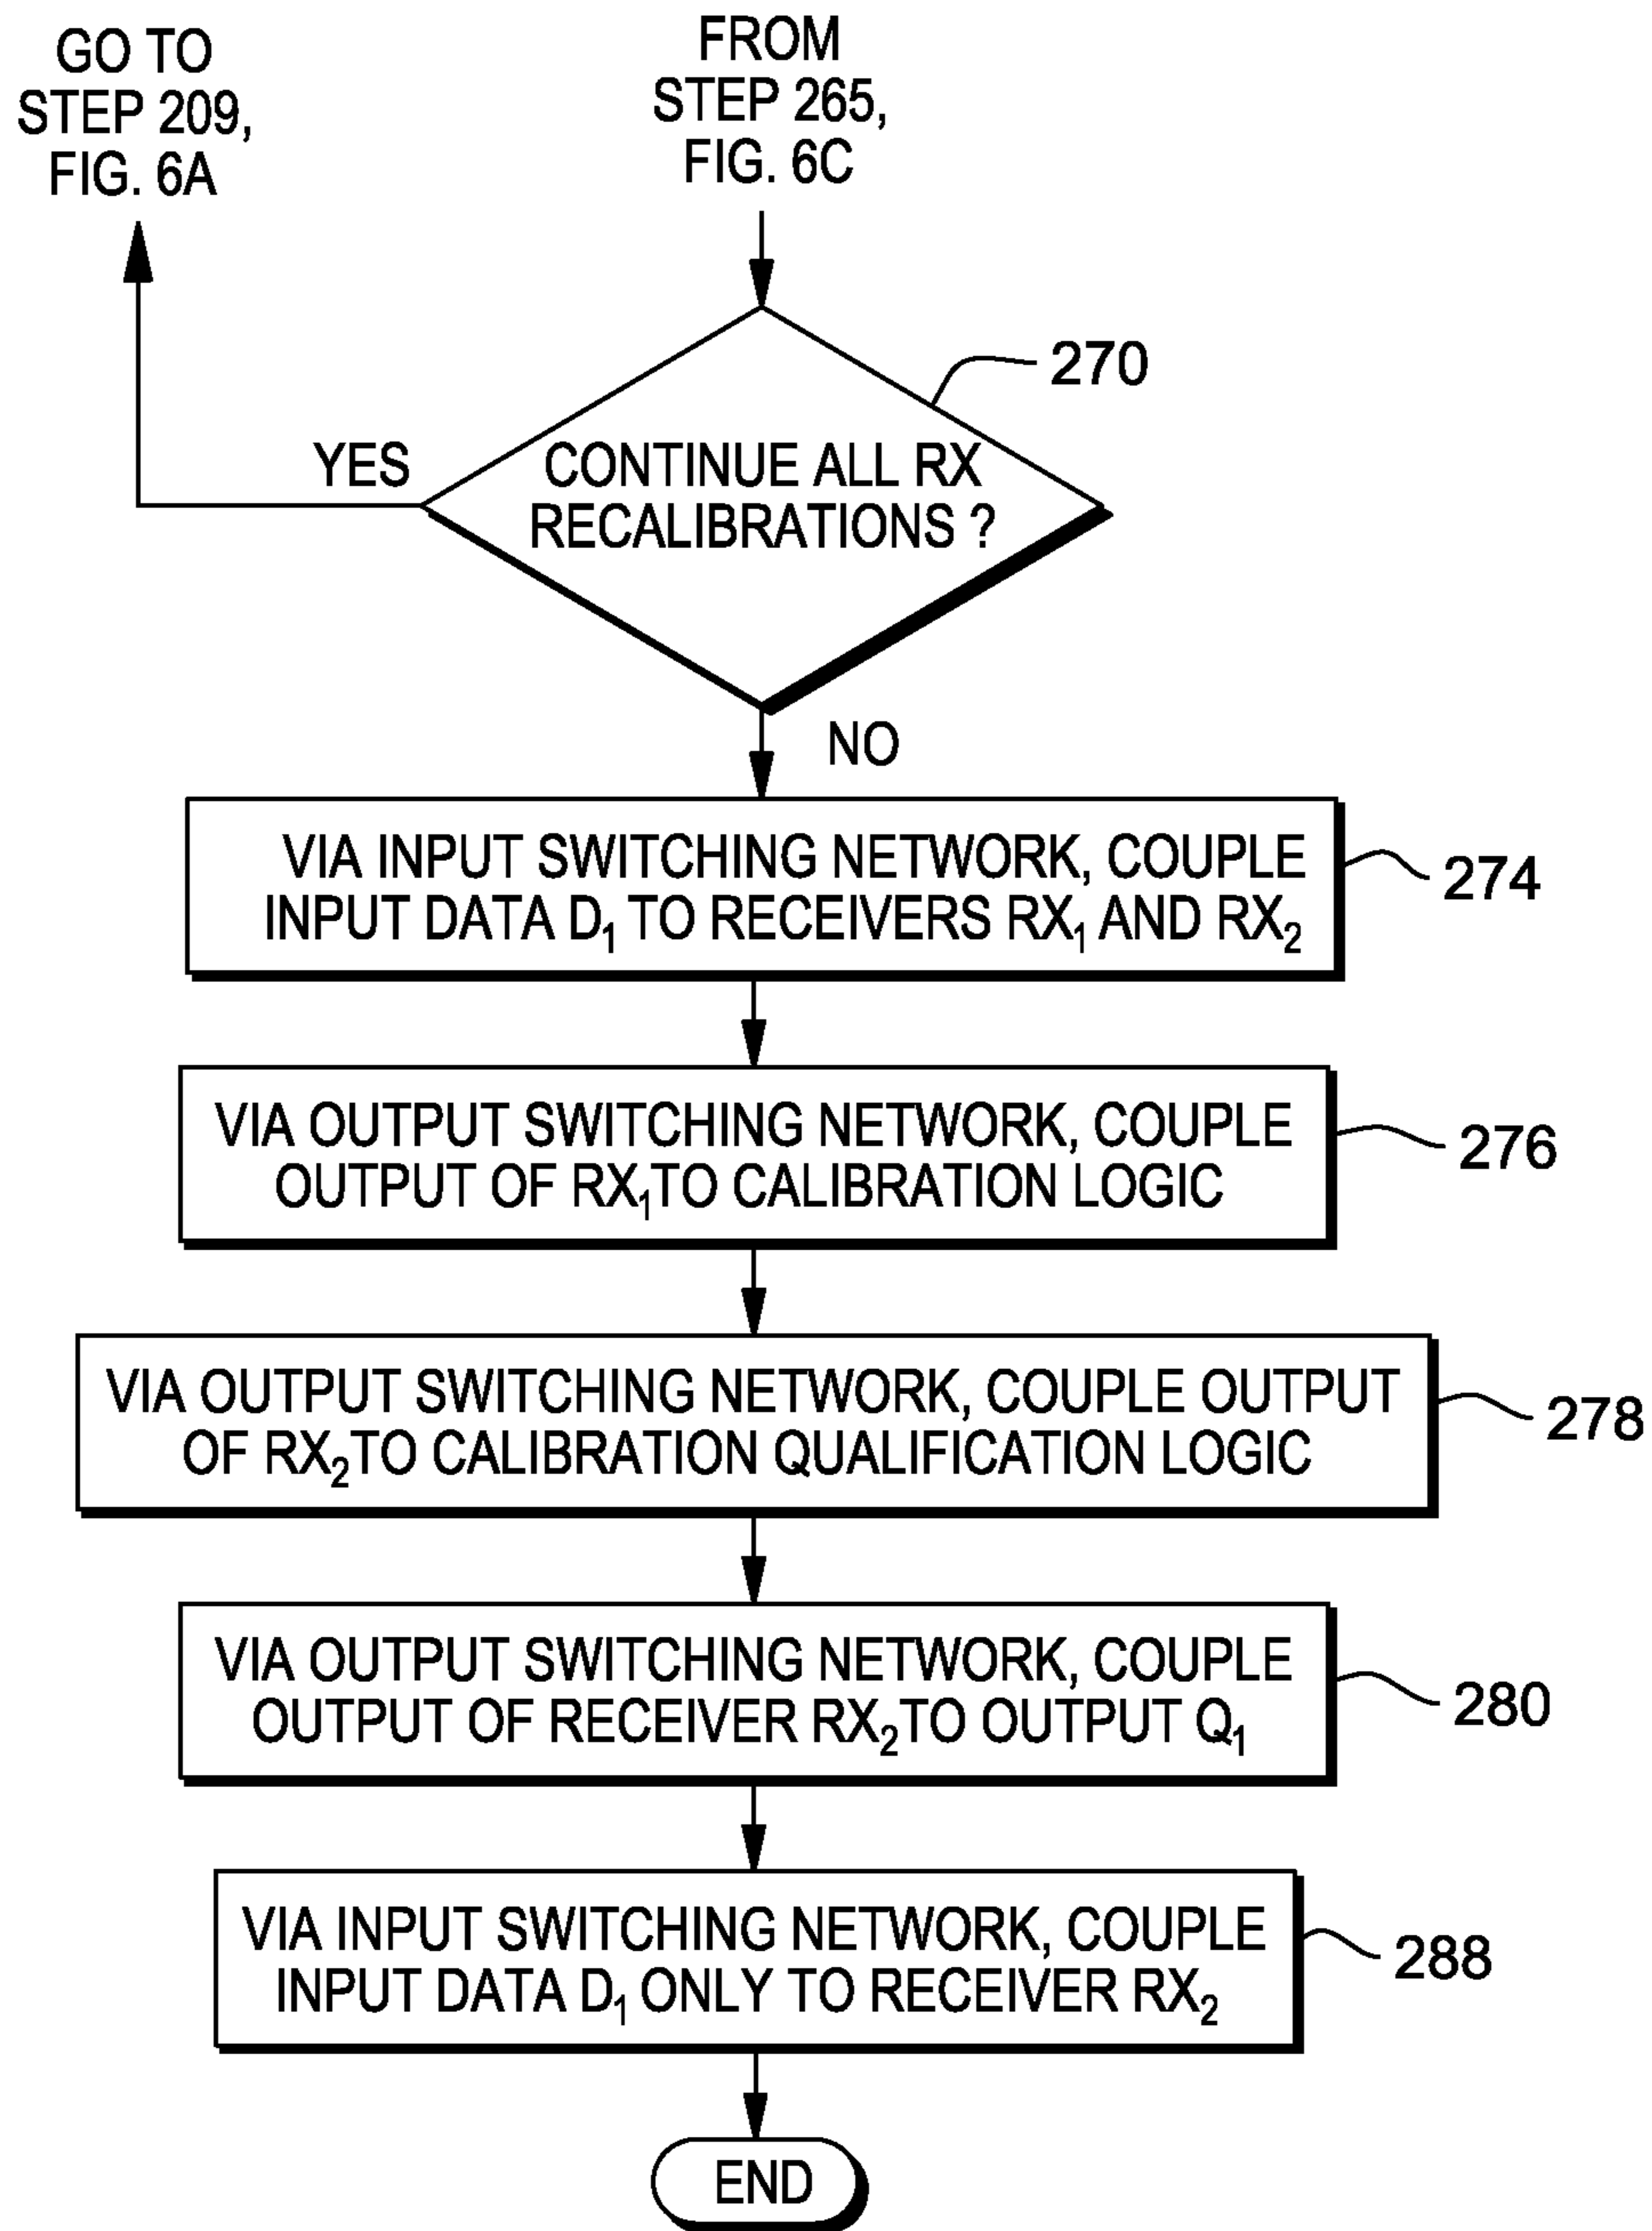 GO TO
STEP 209,
FIG. 6A
FROM
STEP 265,
FIG. 6C
270
YES
CONTINUE ALL RX
RECALIBRATIONS ?
NO
VIA INPUT SWITCHING NETWORK, COUPLE
INPUT DATA D₁ TO RECEIVERS RX₁ AND RX₂
274
VIA OUTPUT SWITCHING NETWORK, COUPLE
OUTPUT OF RX₁ TO CALIBRATION LOGIC
276
VIA OUTPUT SWITCHING NETWORK, COUPLE OUTPUT
OF RX₂ TO CALIBRATION QUALIFICATION LOGIC
278
VIA OUTPUT SWITCHING NETWORK, COUPLE
OUTPUT OF RECEIVER RX₂ TO OUTPUT Q₁
280
VIA INPUT SWITCHING NETWORK, COUPLE
INPUT DATA D₁ ONLY TO RECEIVER RX₂
288
END